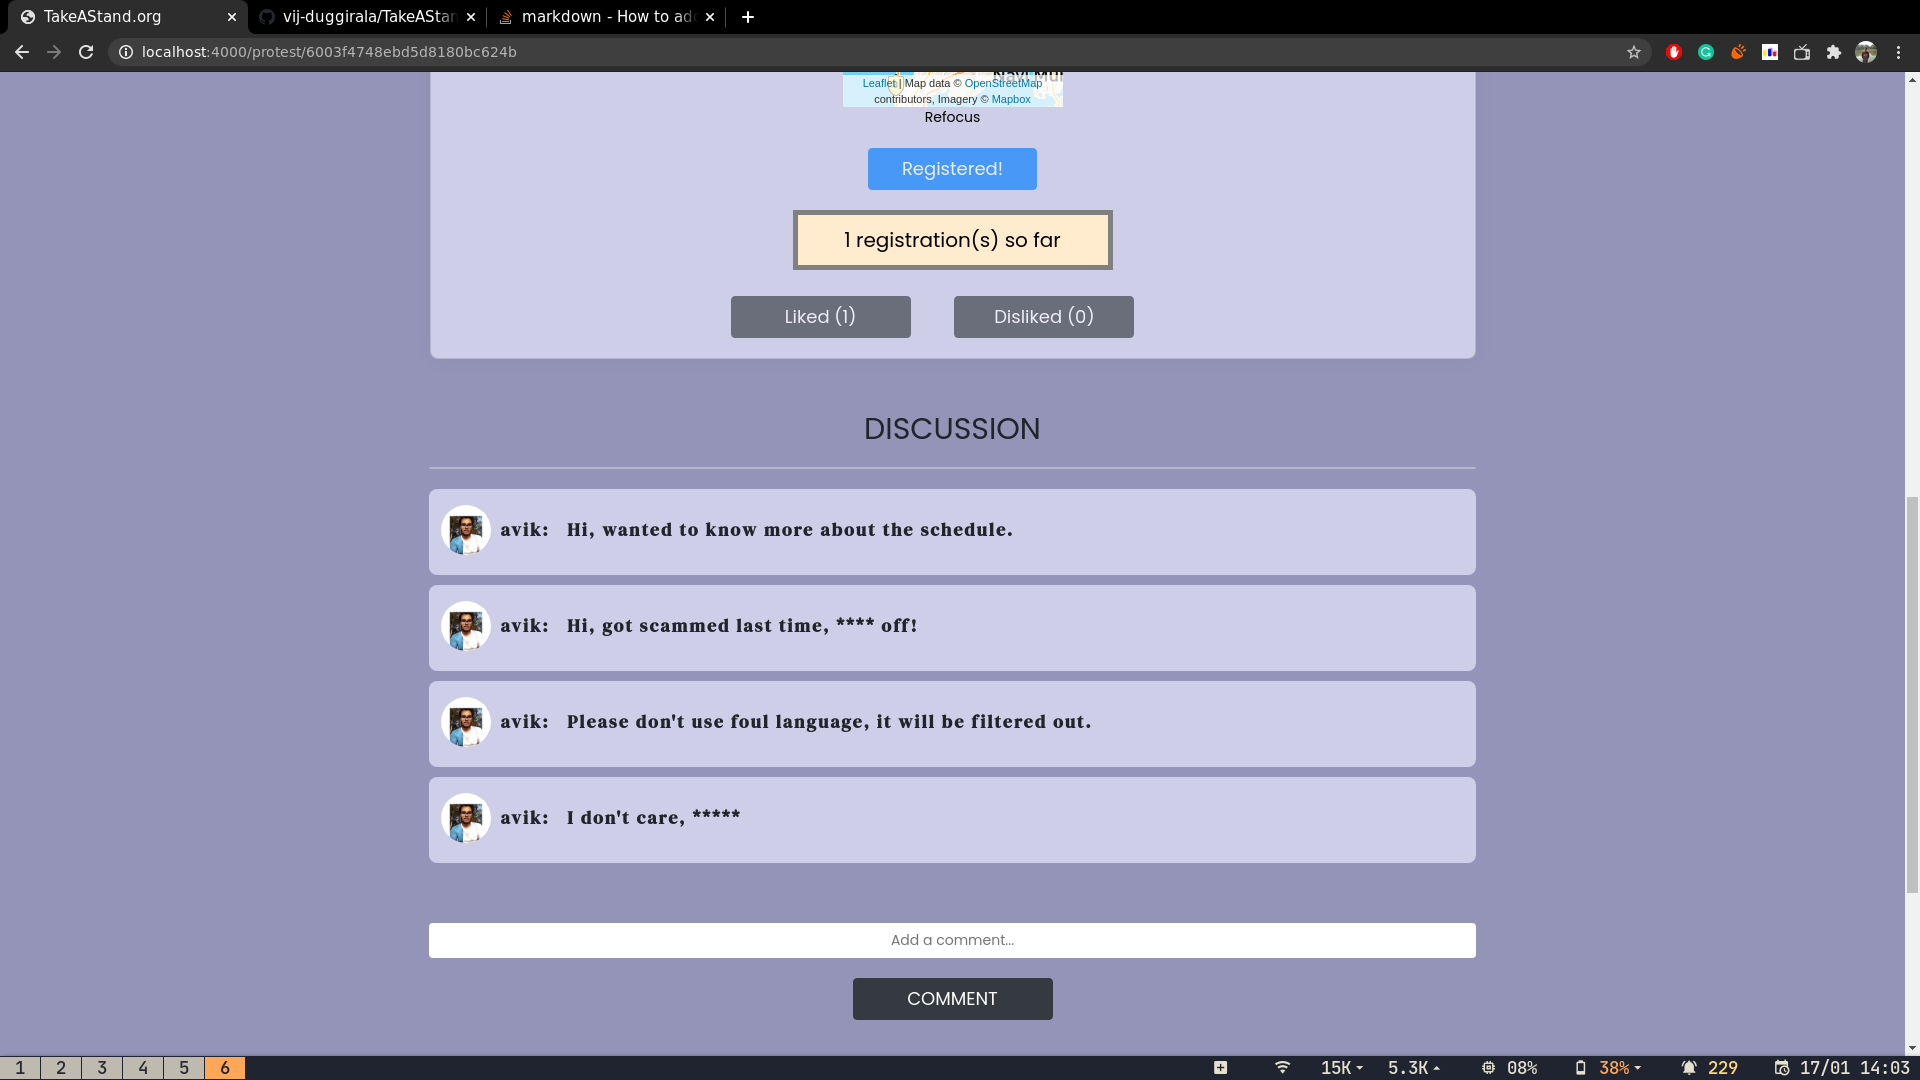 TakeAStand.org
vij-duggirala/TakeAStan
markdown - How to add
localhost:4000/protest/6003f4748ebd5d8180bc624b
Leaflet | Map data © OpenStreetMap
contributors, Imagery © Mapbox
Refocus
Registered!
1 registration(s) so far
Liked (1) Disliked (0)
DISCUSSION
avik: Hi, wanted to know more about the schedule.
avik: Hi, got scammed last time, **** off!
avik: Please don't use foul language, it will be filtered out.
avik: I don't care, *****
Add a comment...
COMMENT
1 2 3 4 5 6 15K 5.3K 08% 38% 229 17/01 14:03